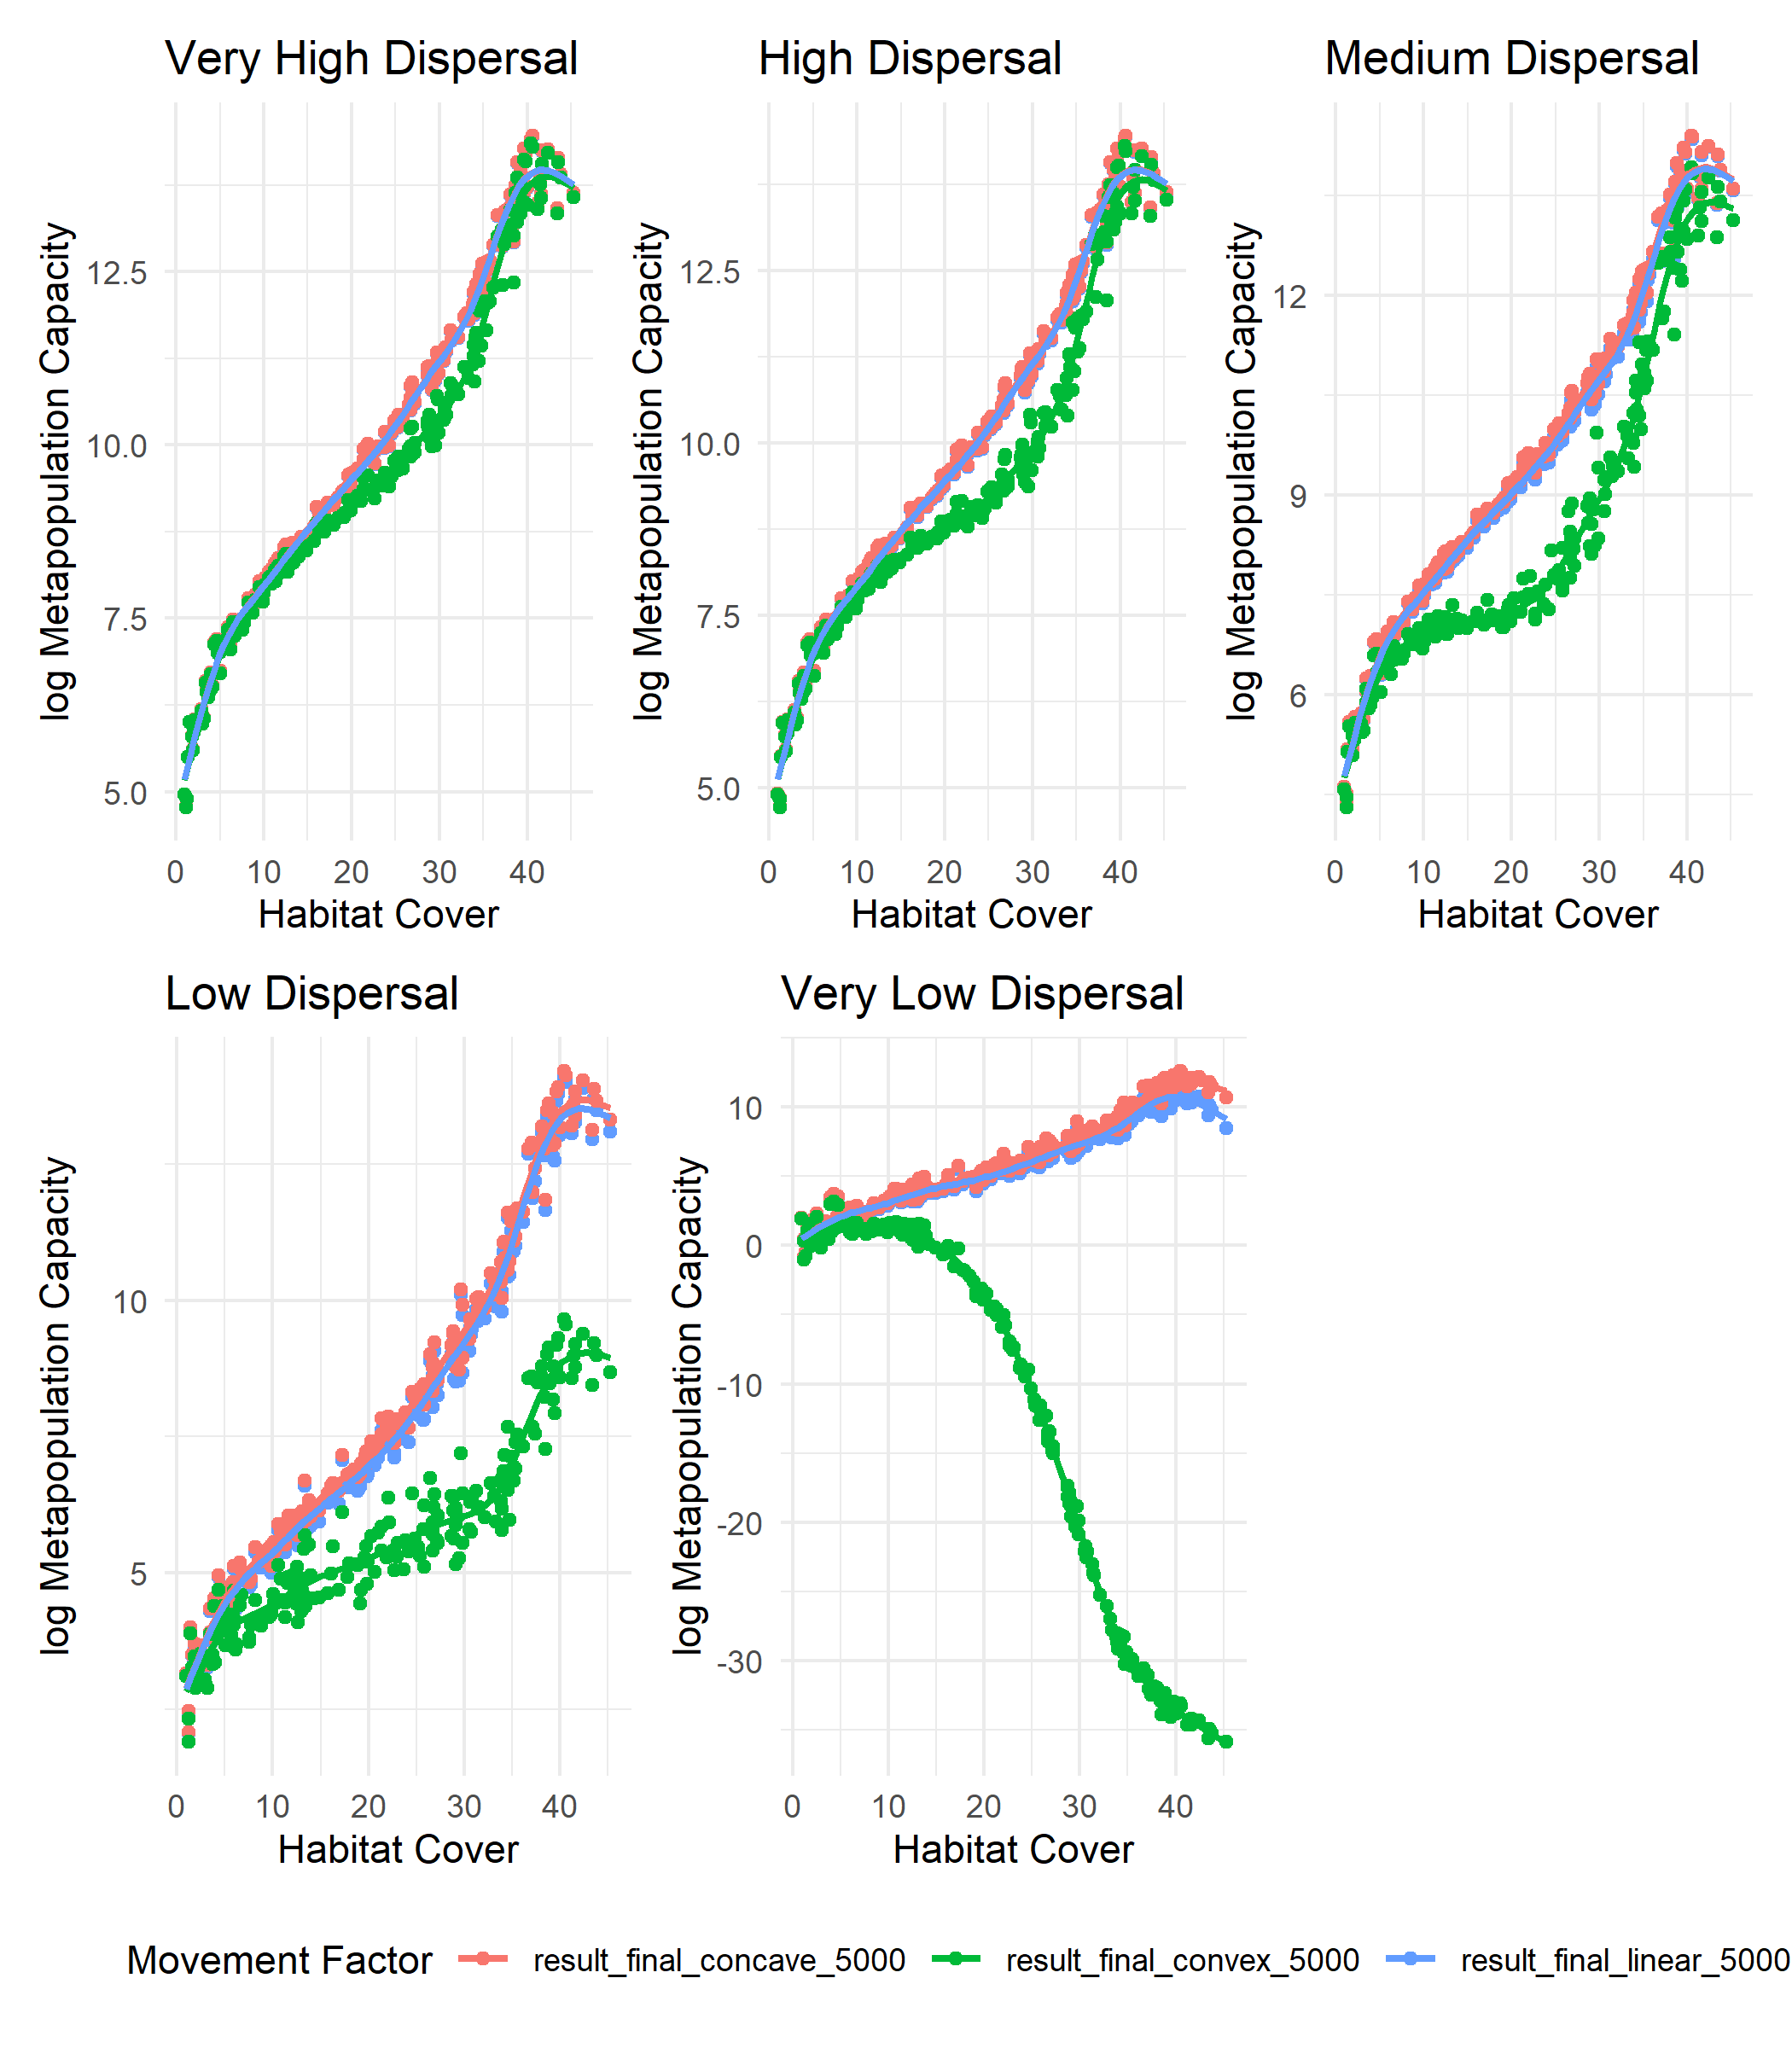 Very High Dispersal
High Dispersal
Medium Dispersal
log Metapopulation Capacity
12.5
10.0
7.5
5.0
0 10 20 30 40
Habitat Cover
log Metapopulation Capacity
12.5
10.0
7.5
5.0
0 10 20 30 40
Habitat Cover
log Metapopulation Capacity
12
9
6
0 10 20 30 40
Habitat Cover
Low Dispersal
Very Low Dispersal
log Metapopulation Capacity
10
5
0 10 20 30 40
Habitat Cover
log Metapopulation Capacity
10
0
-10
-20
-30
0 10 20 30 40
Habitat Cover
Movement Factor result_final_concave_5000 result_final_convex_5000 result_final_linear_5000